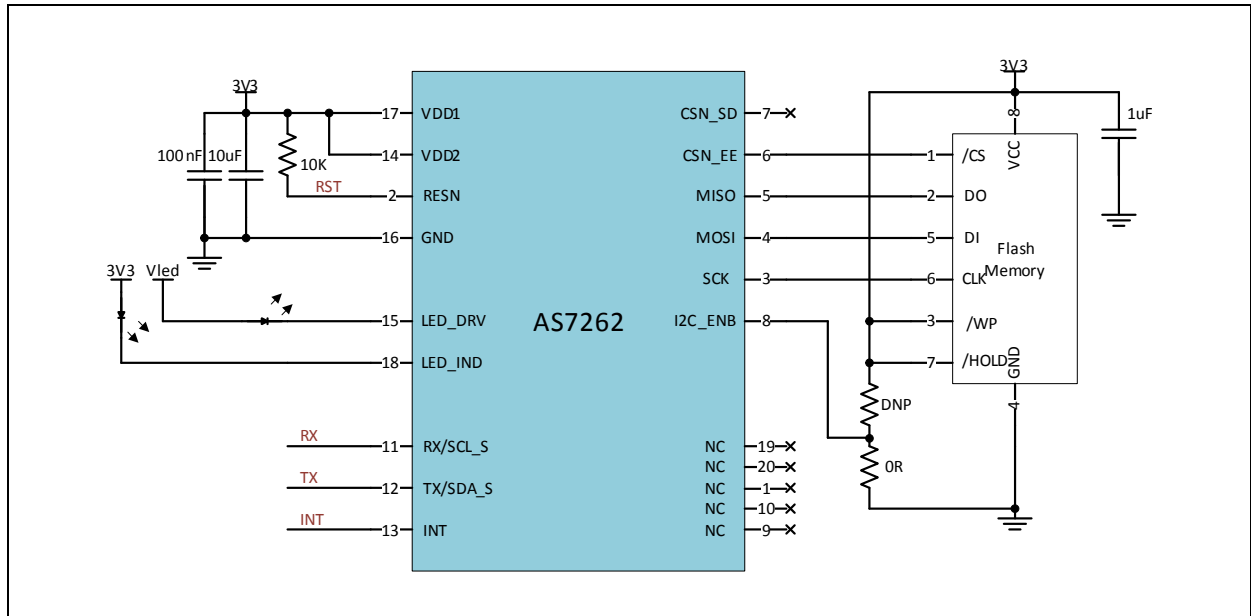 3V3
3V3
17 VDD1
CSN_SD 7
8
VCC
1uF
100nF 10uF
10K
14 VDD2
CSN_EE 6
1 /CS
RST
2 RESN
MISO 5
2 DO
16 GND
MOSI 4
5 DI
Flash
Memory
3V3 Vled
SCK 3
6 CLK
15 LED_DRV
AS7262
I2C_ENB 8
3 /WP
18 LED_IND
7 /HOLD
GND
4
DNP
RX
11 RX/SCL_S
NC 19
0R
NC 20
TX
12 TX/SDA_S
NC 1
NC 10
INT
13 INT
NC 9